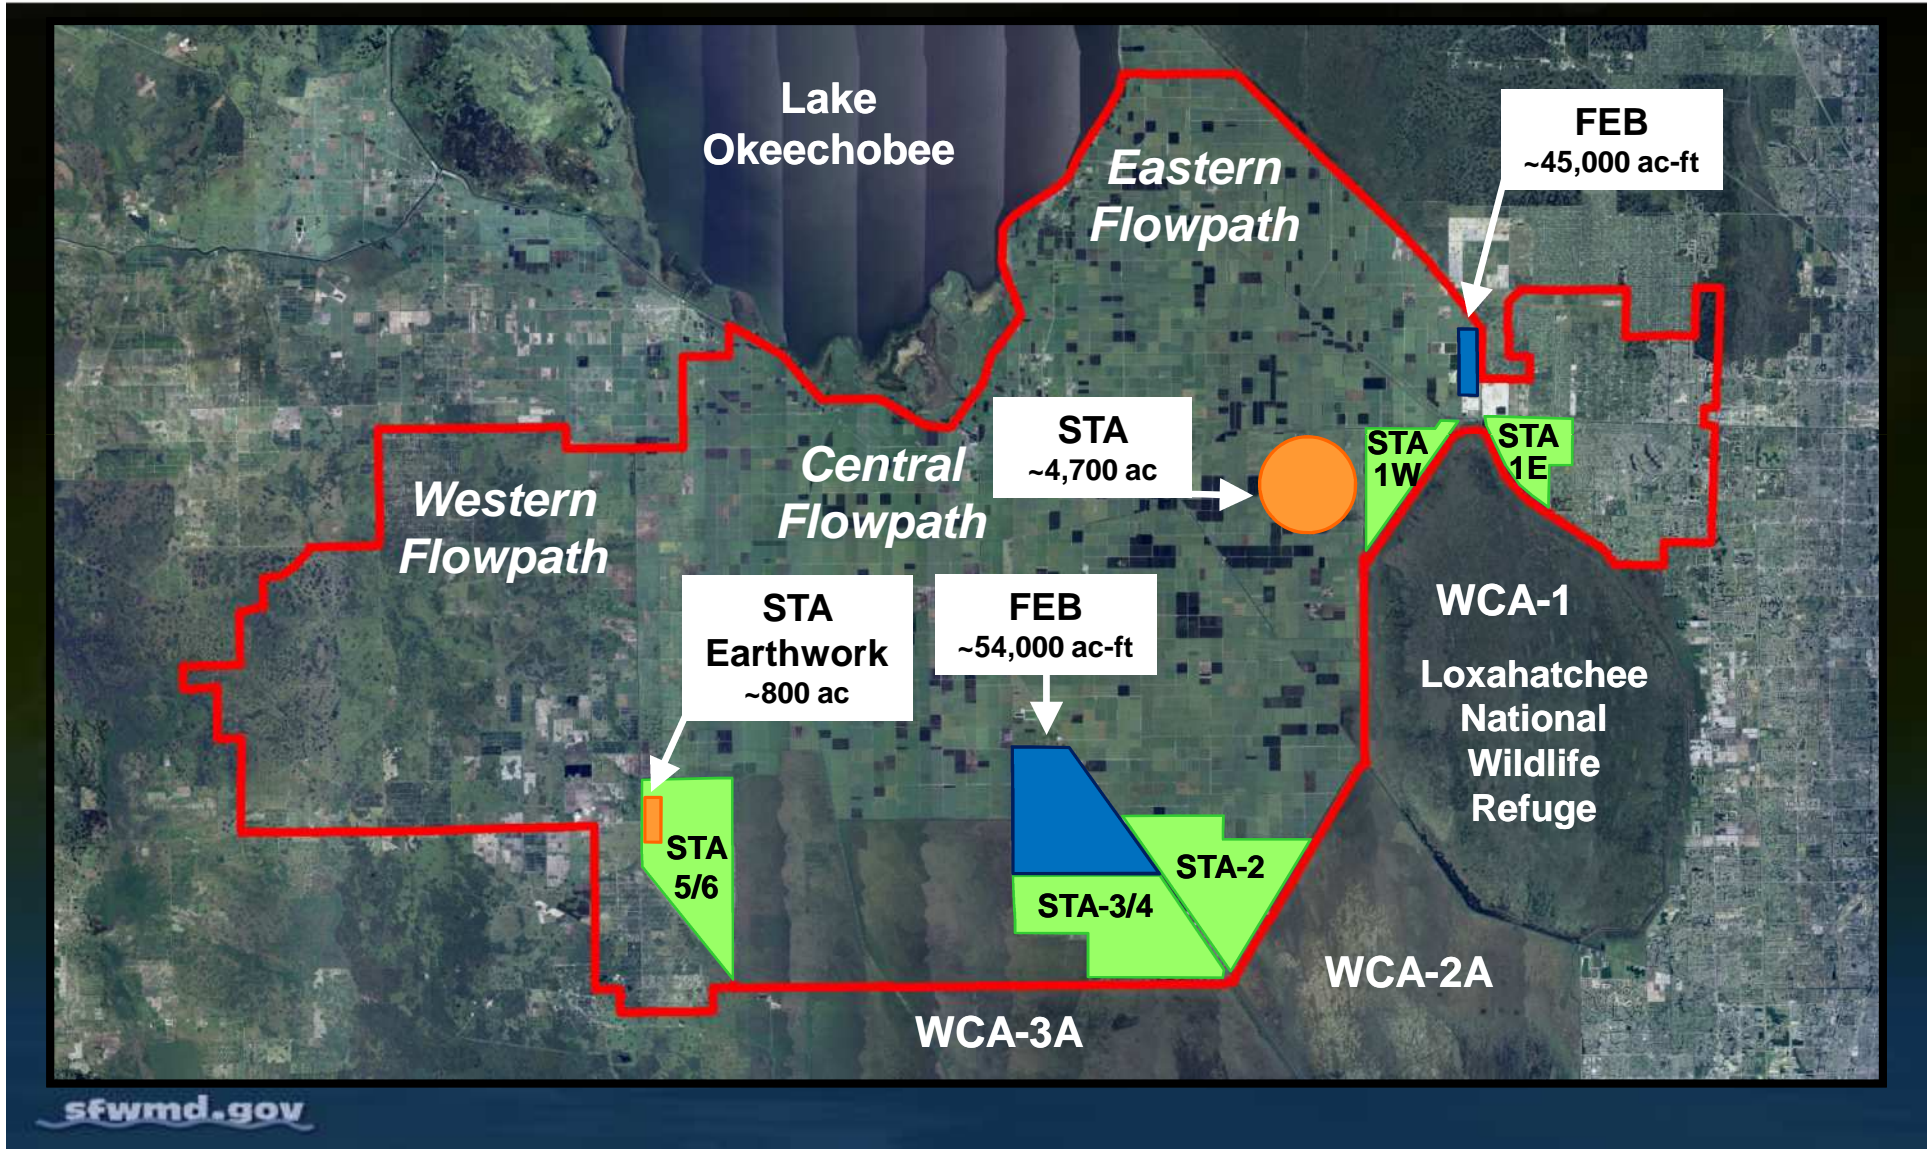 Lake
Okeechobee
Eastern
Flowpath
FEB
~45,000 ac-ft
STA
~4,700 ac
STA
1W
STA
1E
Central
Flowpath
Western
Flowpath
STA
Earthwork
~800 ac
FEB
~54,000 ac-ft
WCA-1
Loxahatchee
National
Wildlife
Refuge
STA
5/6
STA-2
STA-3/4
WCA-2A
WCA-3A
sfwmd.gov